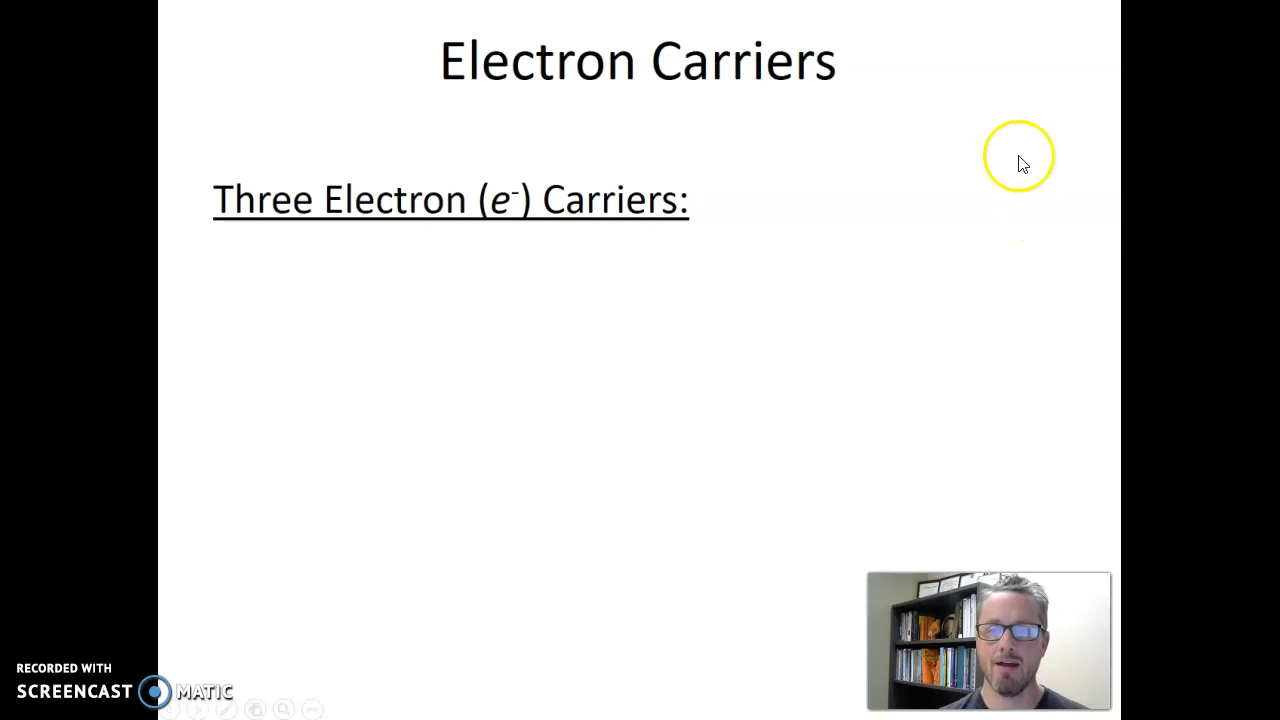 Electron Carriers
Three Electron (e⁻) Carriers:
RECORDED WITH
SCREENCAST MATIC